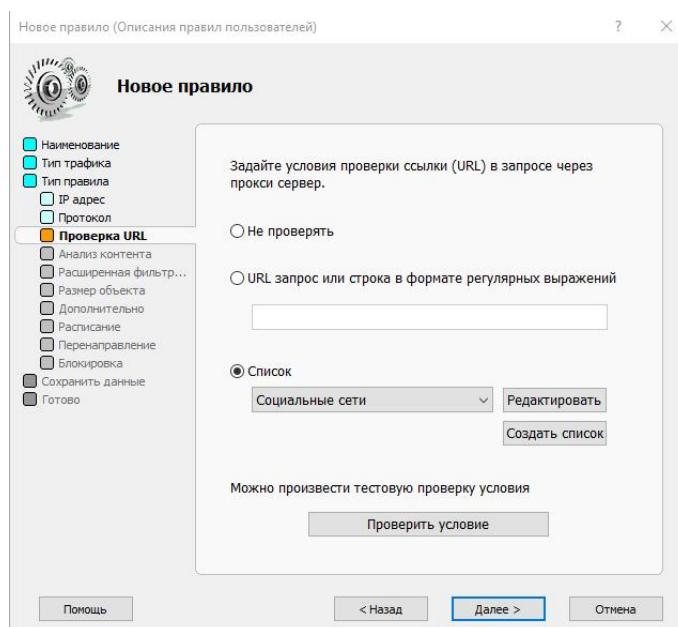 Новое правило (Описания правил пользователей)
?
Новое правило
Наименование
Тип трафика
Тип правила
IP адрес
Протокол
Проверка URL
Анализ контента
Расширенная фильтр...
Размер объекта
Дополнительно
Расписание
Перенаправление
Блокировка
Сохранить данные
Готово
Задайте условия проверки ссылки (URL) в запросе через
прокси сервер.
Не проверять
URL запрос или строка в формате регулярных выражений
Список
Социальные сети
Редактировать
Создать список
Можно произвести тестовую проверку условия
Проверить условие
Помощь
< Назад
Далее >
Отмена